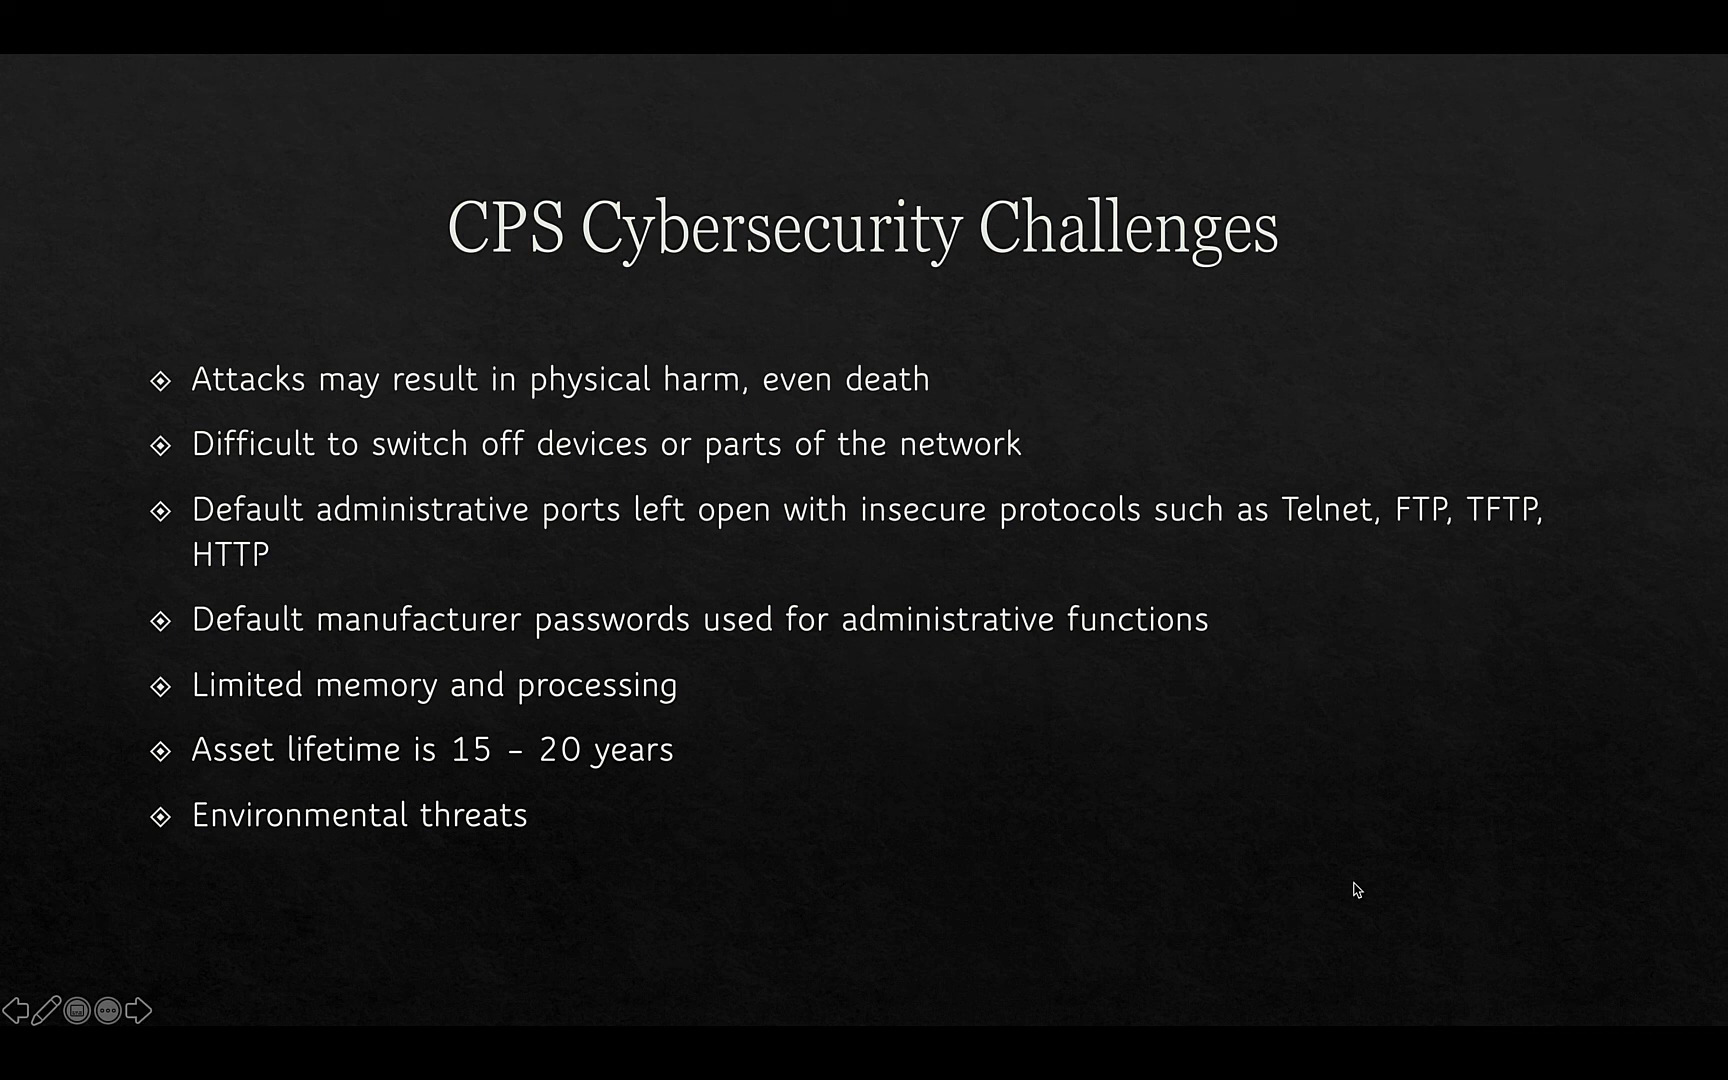 CPS Cybersecurity Challenges
Attacks may result in physical harm, even death
Difficult to switch off devices or parts of the network
Default administrative ports left open with insecure protocols such as Telnet, FTP, TFTP,
HTTP
Default manufacturer passwords used for administrative functions
Limited memory and processing
Asset lifetime is 15 – 20 years
Environmental threats